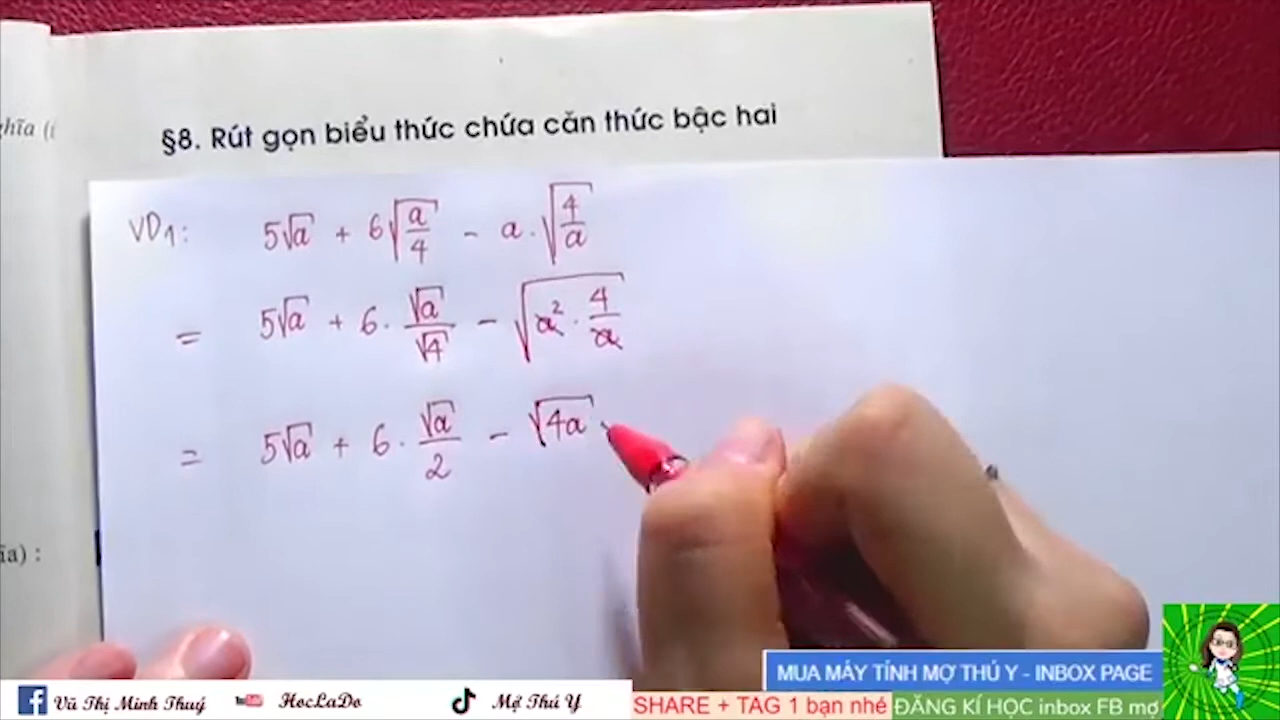 ghĩa (
§8. Rút gọn biểu thức chứa căn thức bậc hai
VD1: 5√a + 6√(a/4) - a.√(4/a)
= 5√a + 6. √a/√4 - √(a². 4/a)
= 5√a + 6. √a/2 - √4a
ĩa) :
MUA MÁY TÍNH MỢ THÚ Y - INBOX PAGE
Vũ Thị Minh Thuý HocLaDo Mợ Thú Y SHARE + TAG 1 bạn nhé ĐĂNG KÍ HỌC inbox FB mợ